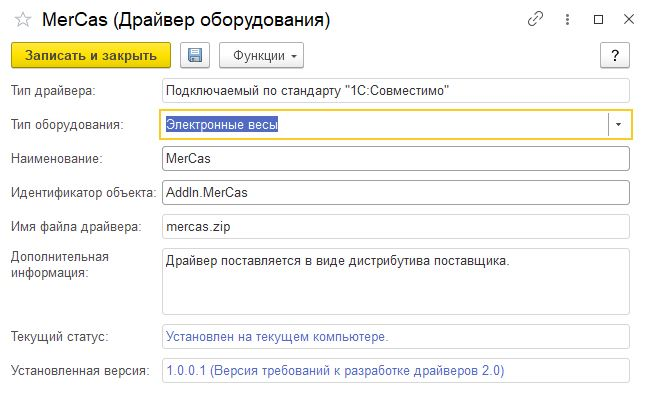 MerCas (Драйвер оборудования)
Записать и закрыть Функции ?
Тип драйвера: Подключаемый по стандарту "1С:Совместимо"
Тип оборудования: Электронные весы
Наименование: MerCas
Идентификатор объекта: AddIn.MerCas
Имя файла драйвера: mercas.zip
Дополнительная информация: Драйвер поставляется в виде дистрибутива поставщика.
Текущий статус: Установлен на текущем компьютере.
Установленная версия: 1.0.0.1 (Версия требований к разработке драйверов 2.0)